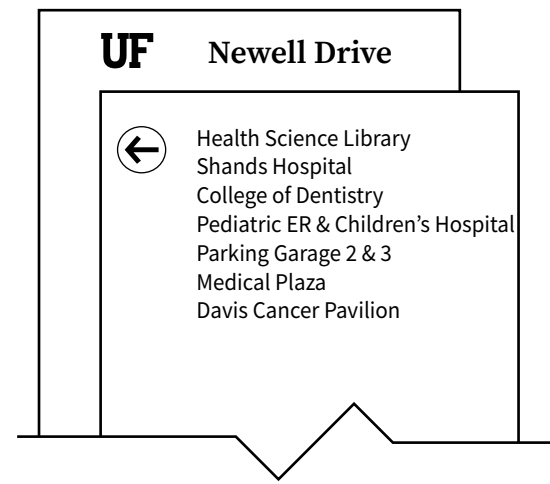 UF Newell Drive
Health Science Library
Shands Hospital
College of Dentistry
Pediatric ER & Children’s Hospital
Parking Garage 2 & 3
Medical Plaza
Davis Cancer Pavilion